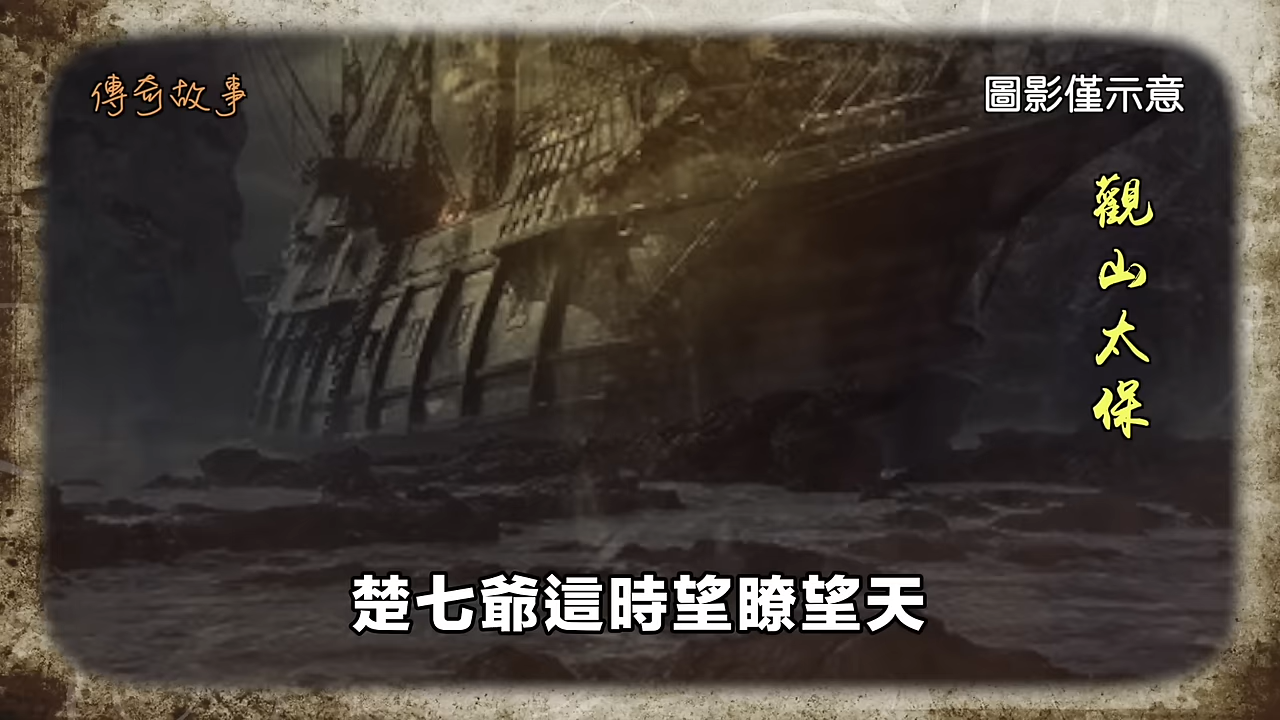 傳奇故事
圖影僅示意
觀山太保
楚七爺這時望瞭望天